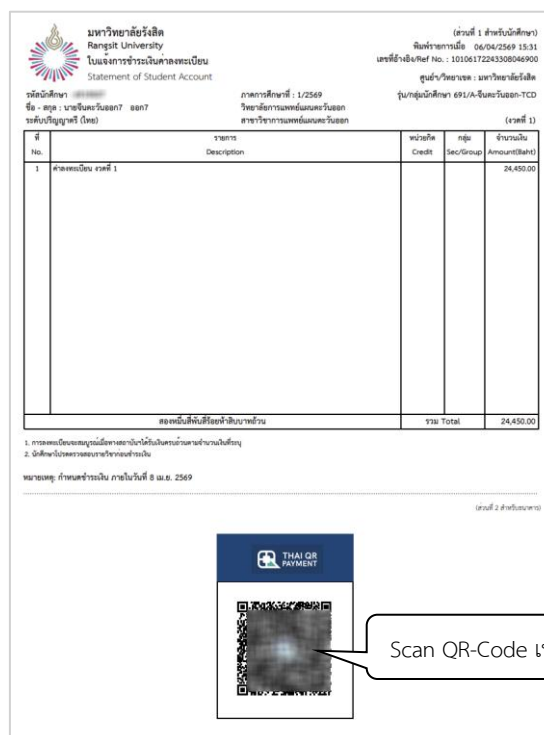 มหาวิทยาลัยรังสิต
Rangsit University
ใบแจ้งการชำระเงินค่าลงทะเบียน
Statement of Student Account
(ส่วนที่ 1 สำหรับนักศึกษา)
พิมพ์รายการเมื่อ 06/04/2569 15:31
เลขที่อ้างอิง/Ref No. : 10106172243308046900
ศูนย์ฯ/วิทยาเขต : มหาวิทยาลัยรังสิต
รหัสนักศึกษา ภาคการศึกษาที่ : 1/2569 รุ่น/กลุ่มนักศึกษา 691/A-จีนตะวันออก-TCD
ชื่อ - สกุล : นายจีนตะวันออก7 ออก7 วิทยาลัยการแพทย์แผนตะวันออก
ระดับปริญญาตรี (ไทย) สาขาวิชาการแพทย์แผนตะวันออก (งวดที่ 1)
ที่ รายการ หน่วยกิต กลุ่ม จำนวนเงิน
No. Description Credit Sec/Group Amount(Baht)
1 ค่าลงทะเบียน งวดที่ 1 24,450.00
สองหมื่นสี่พันสี่ร้อยห้าสิบบาทถ้วน รวม Total 24,450.00
1. การลงทะเบียนจะสมบูรณ์เมื่อทางสถาบันฯได้รับเงินครบถ้วนตามจำนวนเงินที่ระบุ
2. นักศึกษาโปรดตรวจสอบรายวิชาก่อนชำระเงิน
หมายเหตุ: กำหนดชำระเงิน ภายในวันที่ 8 เม.ย. 2569
(ส่วนที่ 2 สำหรับธนาคาร)
THAI QR
PAYMENT
Scan QR-Code